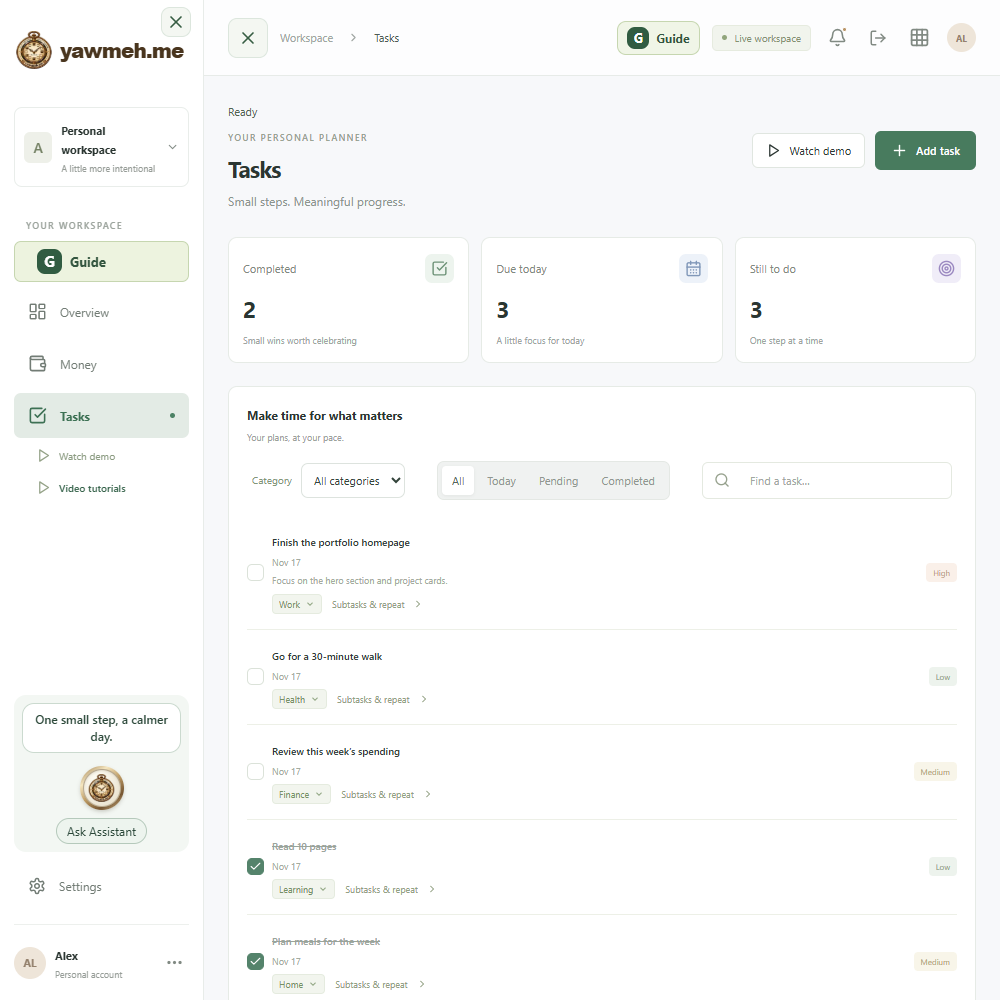 yawmeh.me
A
Personal workspace
A little more intentional
YOUR WORKSPACE
G Guide
Overview
Money
Tasks
Watch demo
Video tutorials
One small step, a calmer
day.
Ask Assistant
Settings
AL
Alex
Personal account
Workspace
Tasks
G Guide
Live workspace
AL
Ready
YOUR PERSONAL PLANNER
Tasks
Small steps. Meaningful progress.
Watch demo
Add task
Completed
2
Small wins worth celebrating
Due today
3
A little focus for today
Still to do
3
One step at a time
Make time for what matters
Your plans, at your pace.
Category
All categories
All
Today
Pending
Completed
Find a task...
Finish the portfolio homepage
Nov 17
Focus on the hero section and project cards.
Work
Subtasks & repeat
High
Go for a 30-minute walk
Nov 17
Health
Subtasks & repeat
Low
Review this week's spending
Nov 17
Finance
Subtasks & repeat
Medium
Read 10 pages
Nov 17
Learning
Subtasks & repeat
Low
Plan meals for the week
Nov 17
Home
Subtasks & repeat
Medium